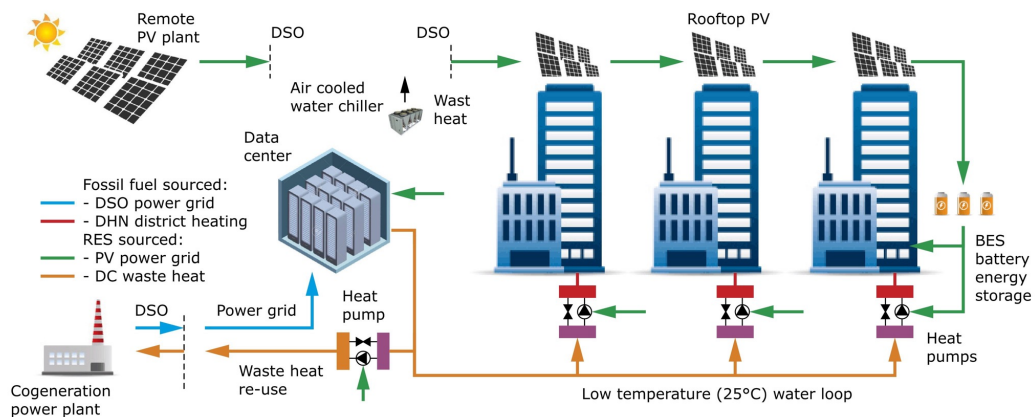 Remote
PV plant
DSO
DSO
Rooftop PV
Air cooled
water chiller
Wast
heat
Data
center
Fossil fuel sourced:
- DSO power grid
- DHN district heating
RES sourced:
- PV power grid
- DC waste heat
BES
battery
energy
storage
DSO
Power grid
Heat
pump
Heat
pumps
Waste heat
re-use
Cogeneration
power plant
Low temperature (25°C) water loop